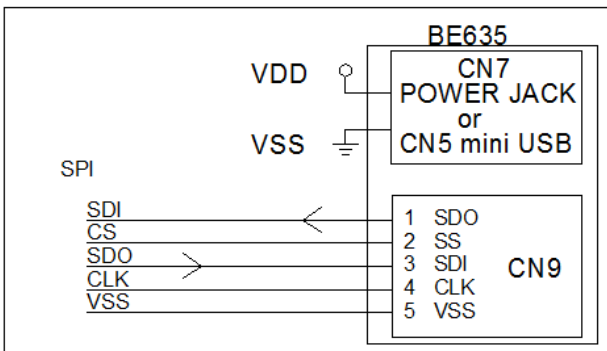 BE635
VDD
CN7
POWER JACK
or
CN5 mini USB
VSS
SPI
SDI
CS
SDO
CLK
VSS
1 SDO
2 SS
3 SDI
4 CLK
5 VSS
CN9